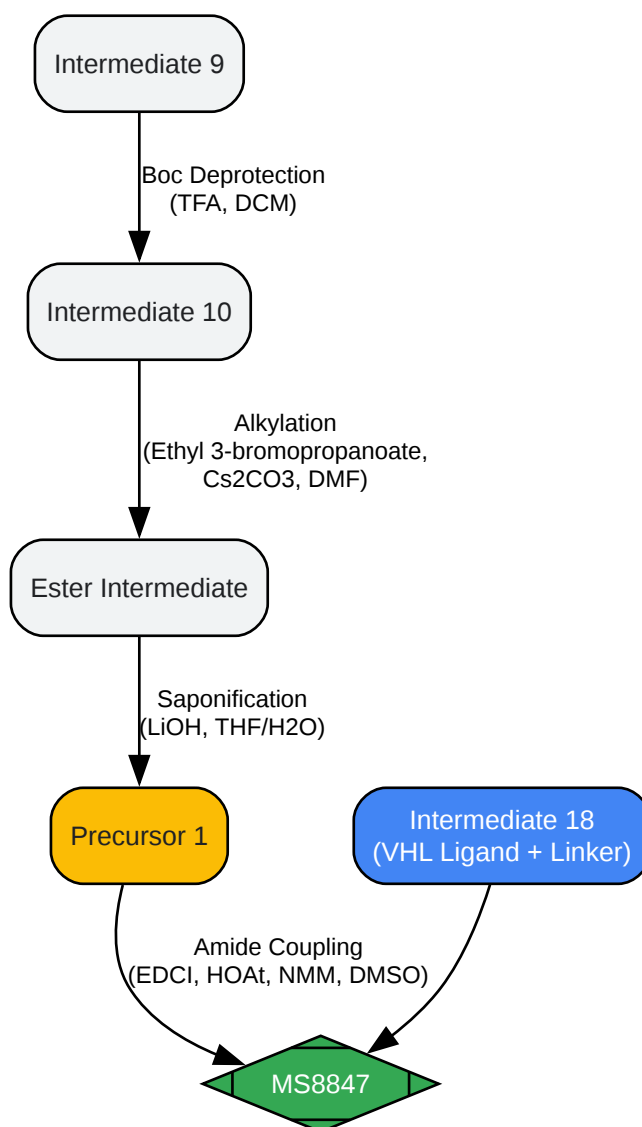 Intermediate 9
Boc Deprotection
(TFA, DCM)
Intermediate 10
Alkylation
(Ethyl 3-bromopropanoate,
Cs2CO3, DMF)
Ester Intermediate
Saponification
(LiOH, THF/H2O)
Precursor 1
Intermediate 18
(VHL Ligand + Linker)
Amide Coupling
(EDCI, HOAt, NMM, DMSO)
MS8847